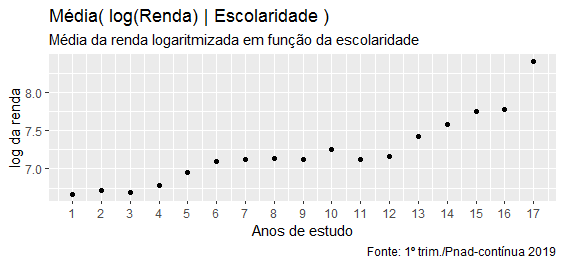 Média( log(Renda) | Escolaridade )
Média da renda logaritmizada em função da escolaridade
log da renda
8.0
7.5
7.0
1 2 3 4 5 6 7 8 9 10 11 12 13 14 15 16 17
Anos de estudo
Fonte: 1º trim./Pnad-contínua 2019